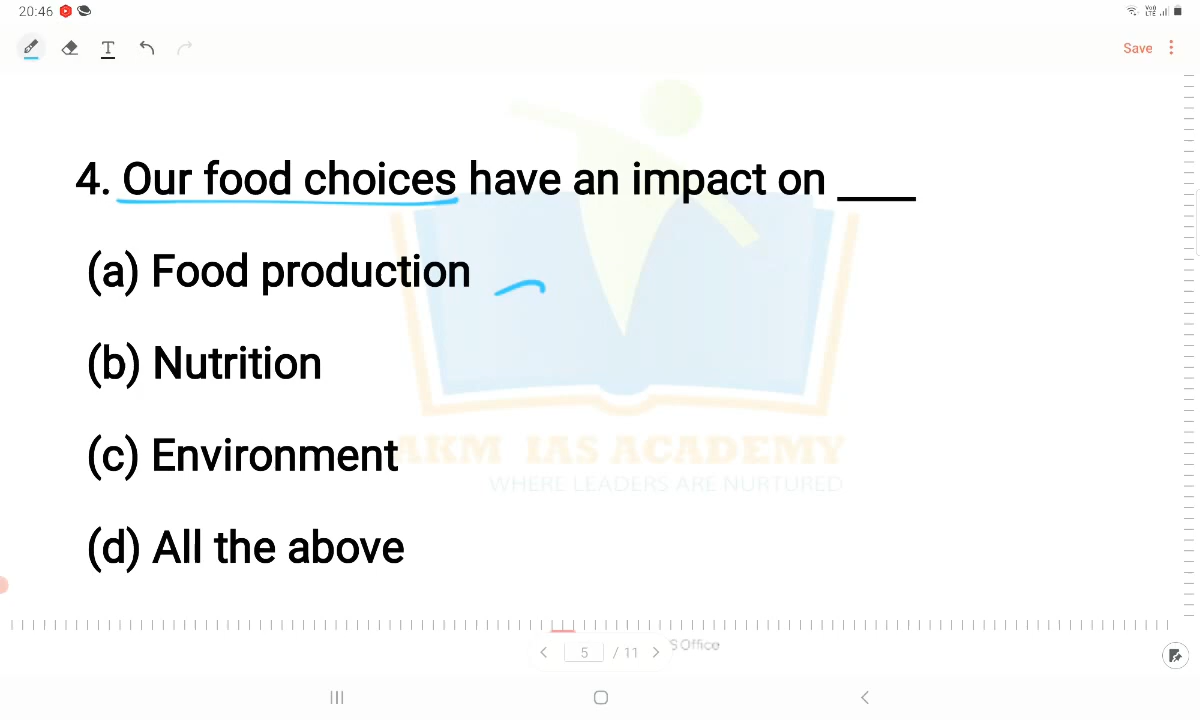 20:46
Save
4. Our food choices have an impact on ____
(a) Food production
(b) Nutrition
(c) Environment
(d) All the above
AKM IAS ACADEMY
WHERE LEADERS ARE NURTURED
5 / 11
S Office